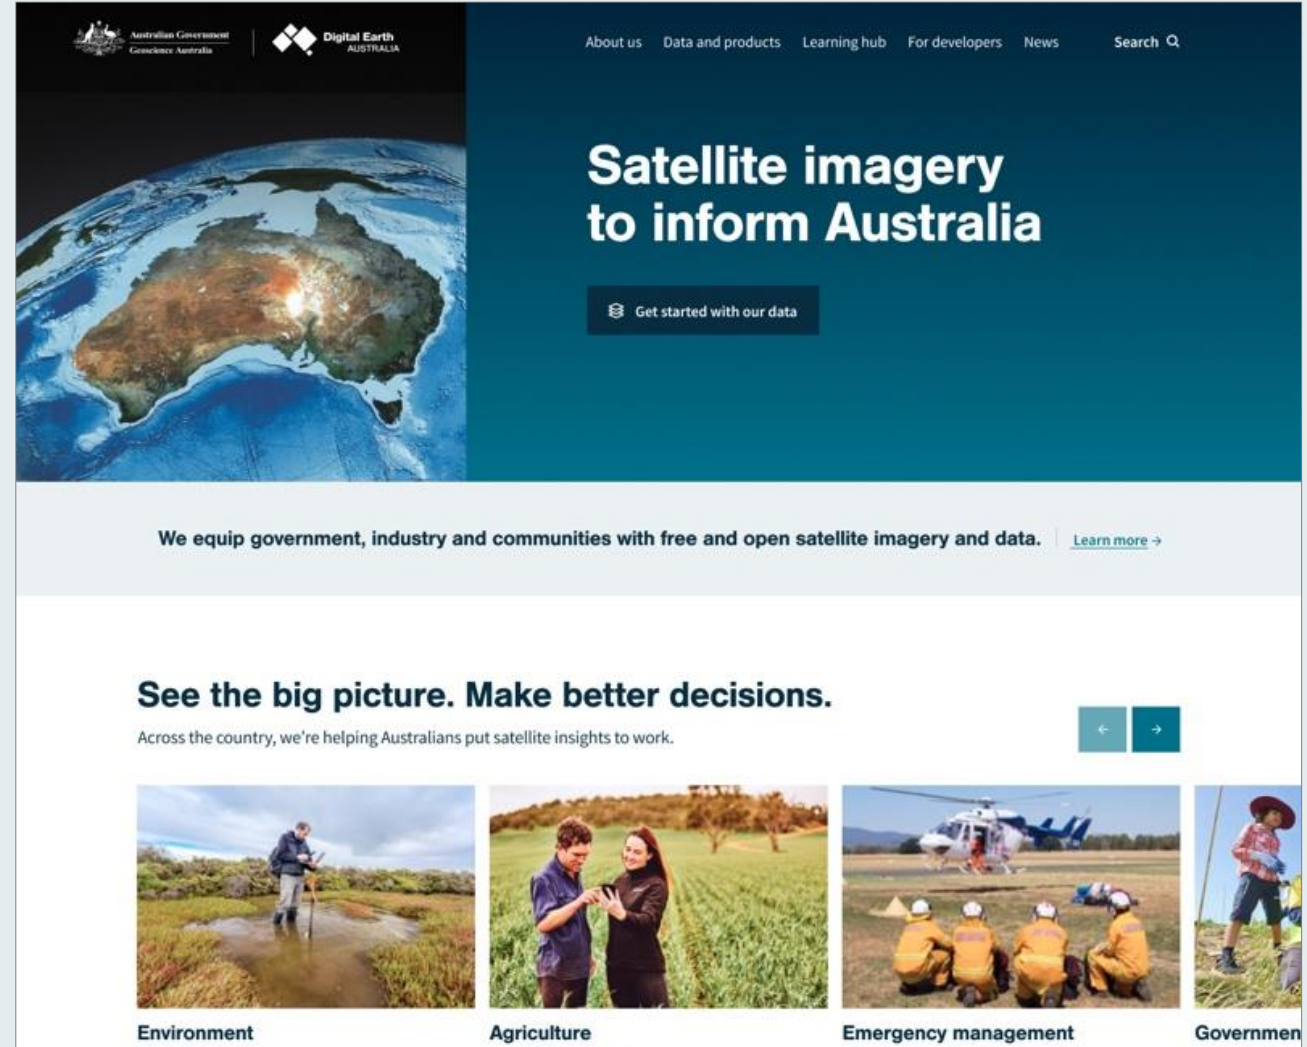 Australian Government
Geoscience Australia
Digital Earth
AUSTRALIA
About us Data and products Learning hub For developers News Search
Satellite imagery
to inform Australia
Get started with our data
We equip government, industry and communities with free and open satellite imagery and data. Learn more →
See the big picture. Make better decisions.
Across the country, we're helping Australians put satellite insights to work.
← →
Environment Agriculture Emergency management Governmen